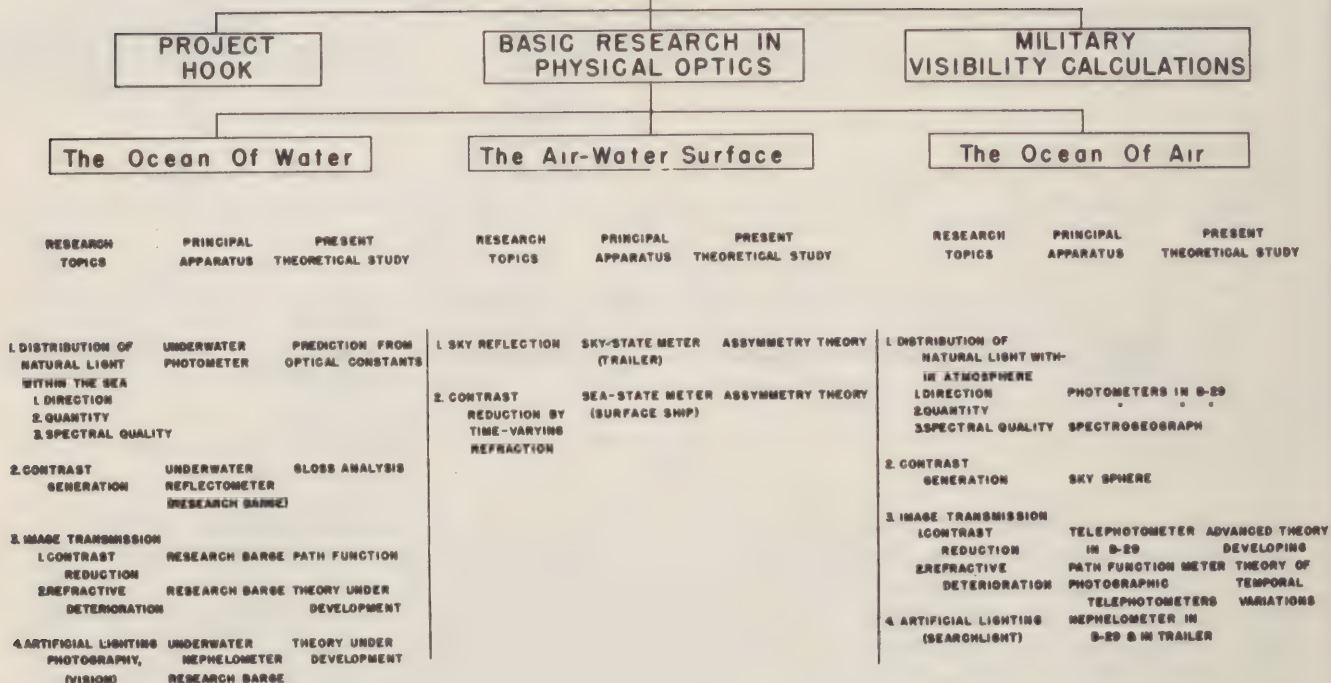 PROJECT
HOOK
BASIC RESEARCH IN
PHYSICAL OPTICS
MILITARY
VISIBILITY CALCULATIONS
The Ocean Of Water
The Air-Water Surface
The Ocean Of Air
RESEARCH PRINCIPAL PRESENT
TOPICS APPARATUS THEORETICAL STUDY
1. DISTRIBUTION OF UNDERWATER PREDICTION FROM
NATURAL LIGHT PHOTOMETER OPTICAL CONSTANTS
WITHIN THE SEA
1. DIRECTION
2. QUANTITY
3. SPECTRAL QUALITY
2. CONTRAST UNDERWATER GLOSS ANALYSIS
GENERATION REFLECTOMETER
(RESEARCH BARGE)
3. IMAGE TRANSMISSION
1. CONTRAST RESEARCH BARGE PATH FUNCTION
REDUCTION
2. REFRACTIVE RESEARCH BARGE THEORY UNDER
DETERIORATION DEVELOPMENT
4. ARTIFICIAL LIGHTING UNDERWATER THEORY UNDER
PHOTOGRAPHY, NEPHELOMETER DEVELOPMENT
(VISION) RESEARCH BARGE
RESEARCH PRINCIPAL PRESENT
TOPICS APPARATUS THEORETICAL STUDY
1. SKY REFLECTION SKY-STATE METER ASSYMMETRY THEORY
(TRAILER)
2. CONTRAST SEA-STATE METER ASSYMMETRY THEORY
REDUCTION BY (SURFACE SHIP)
TIME-VARYING
REFRACTION
RESEARCH PRINCIPAL PRESENT
TOPICS APPARATUS THEORETICAL STUDY
1. DISTRIBUTION OF
NATURAL LIGHT WITH-
IN ATMOSPHERE
1. DIRECTION PHOTOMETERS IN B-29
2. QUANTITY " " "
3. SPECTRAL QUALITY SPECTROGEOGRAPH
2. CONTRAST
GENERATION SKY SPHERE
3. IMAGE TRANSMISSION
1. CONTRAST TELEPHOTOMETER ADVANCED THEORY
REDUCTION IN B-29 DEVELOPING
2. REFRACTIVE PATH FUNCTION METER THEORY OF
DETERIORATION PHOTOGRAPHIC TEMPORAL
TELEPHOTOMETERS VARIATIONS
4. ARTIFICIAL LIGHTING NEPHELOMETER IN
(SEARCHLIGHT) B-29 & IN TRAILER